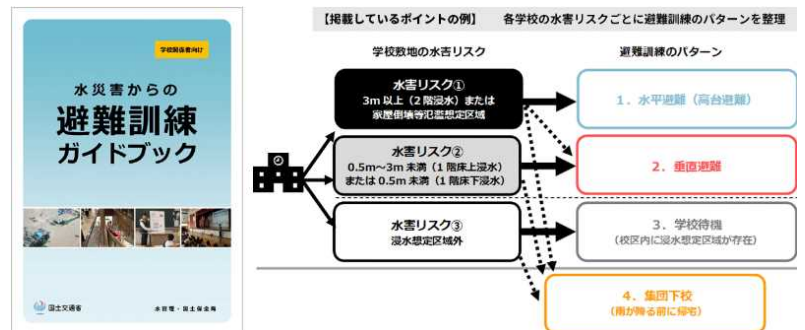 学校関係者向け
水災害からの
避難訓練
ガイドブック
国土交通省
水管理・国土保全局
【掲載しているポイントの例】 各学校の水害リスクごとに避難訓練のパターンを整理
学校敷地の水害リスク
避難訓練のパターン
水害リスク①
3m以上（2階浸水）または
家屋倒壊等氾濫想定区域
1．水平避難（高台避難）
水害リスク②
0.5m～3m未満（1階床上浸水）
または0.5m未満（1階床下浸水）
2．垂直避難
水害リスク③
浸水想定区域外
3．学校待機
（校区内に浸水想定区域が存在）
4．集団下校
（雨が降る前に帰宅）